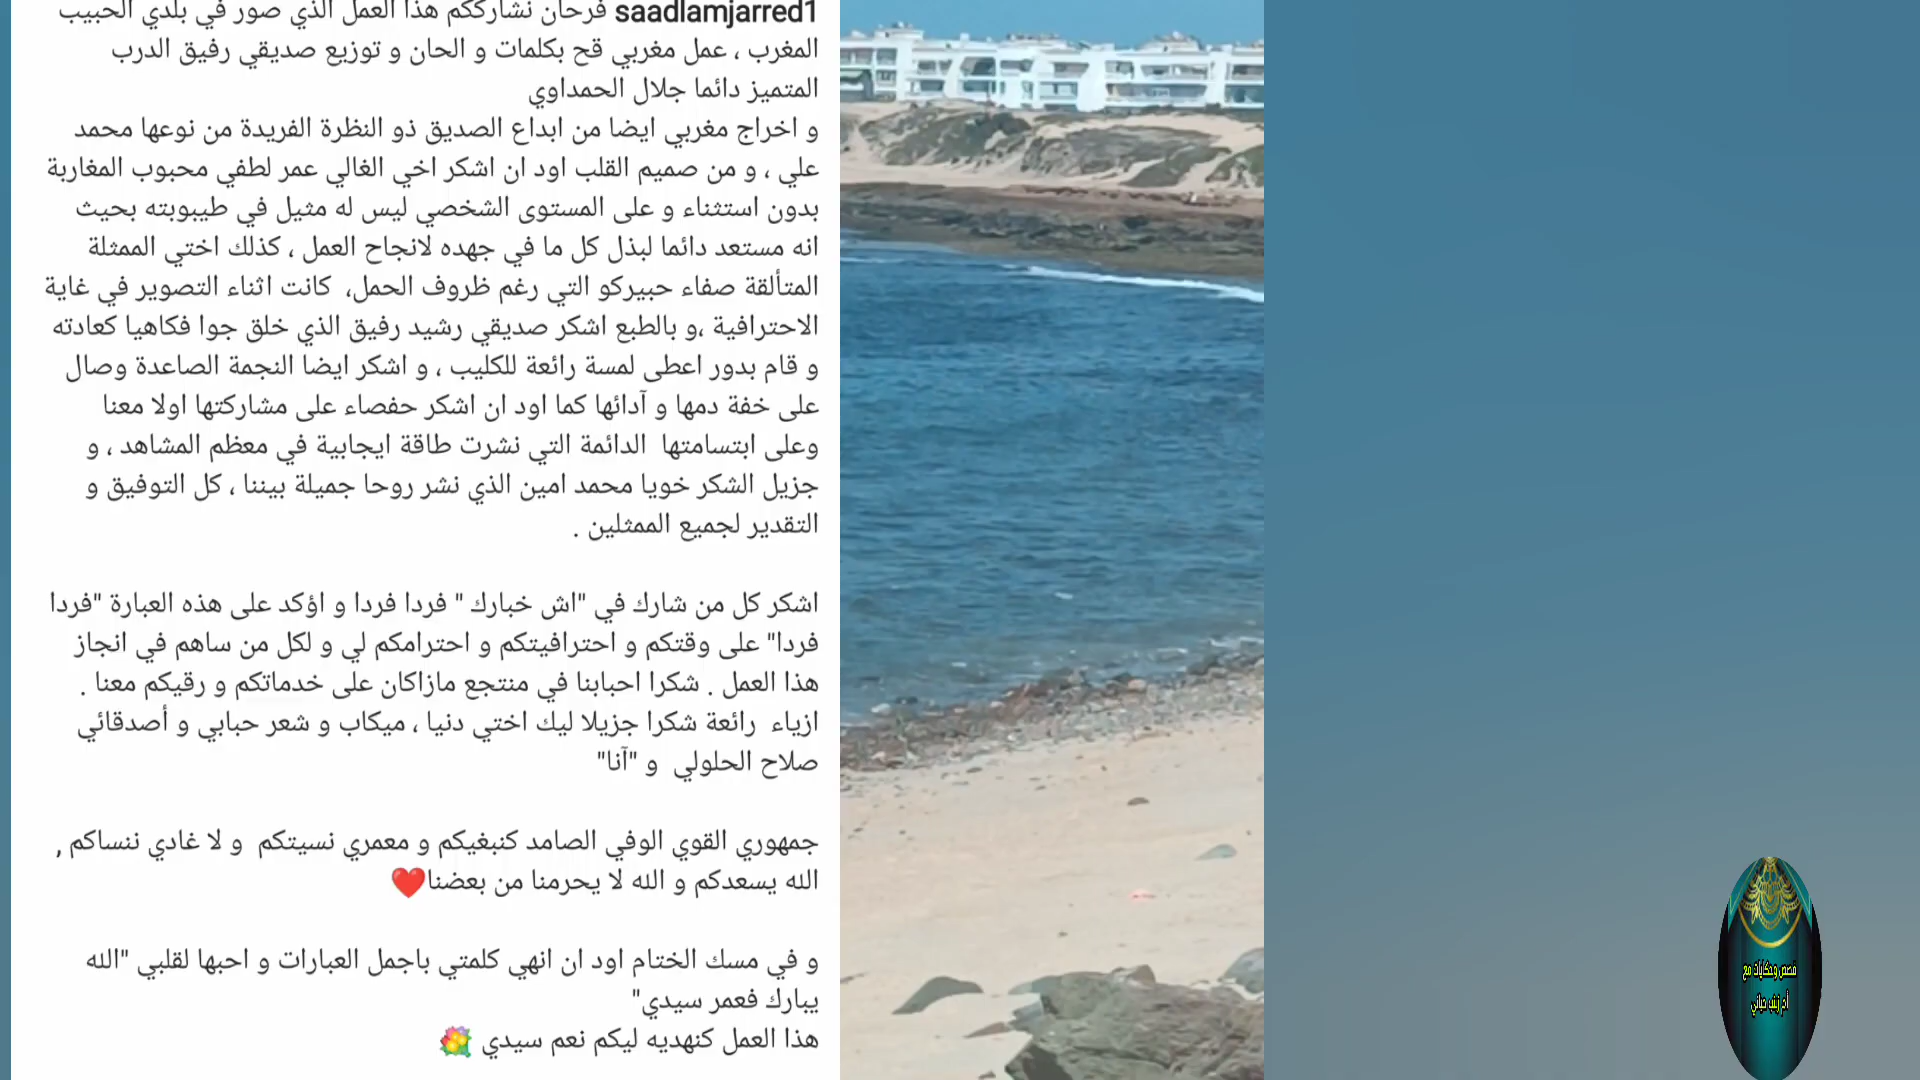 saadlamjarred1 فرحان نشارككم هذا العمل الذي صور في بلدي الحبيب
المغرب ، عمل مغربي قح بكلمات و الحان و توزيع صديقي رفيق الدرب
المتميز دائما جلال الحمداوي
و اخراج مغربي ايضا من ابداع الصديق ذو النظرة الفريدة من نوعها محمد
علي ، و من صميم القلب اود ان اشكر اخي الغالي عمر لطفي محبوب المغاربة
بدون استثناء و على المستوى الشخصي ليس له مثيل في طيبوبته بحيث
انه مستعد دائما لبذل كل ما في جهده لانجاح العمل ، كذلك اختي الممثلة
المتألقة صفاء حبيركو التي رغم ظروف الحمل، كانت اثناء التصوير في غاية
الاحترافية ،و بالطبع اشكر صديقي رشيد رفيق الذي خلق جوا فكاهيا كعادته
و قام بدور اعطى لمسة رائعة للكليب ، و اشكر ايضا النجمة الصاعدة وصال
على خفة دمها و آدائها كما اود ان اشكر حفصاء على مشاركتها اولا معنا
وعلى ابتسامتها الدائمة التي نشرت طاقة ايجابية في معظم المشاهد ، و
جزيل الشكر خويا محمد امين الذي نشر روحا جميلة بيننا ، كل التوفيق و
التقدير لجميع الممثلين .
اشكر كل من شارك في "اش خبارك " فردا فردا و اؤكد على هذه العبارة "فردا
فردا" على وقتكم و احترافيتكم و احترامكم لي و لكل من ساهم في انجاز
هذا العمل . شكرا احبابنا في منتجع مازاكان على خدماتكم و رقيكم معنا .
ازياء رائعة شكرا جزيلا ليك اختي دنيا ، ميكاب و شعر حبابي و أصدقائي
صلاح الحلولي و "آنا"
جمهوري القوي الوفي الصامد كنبغيكم و معمري نسيتكم و لا غادي ننساكم ,
الله يسعدكم و الله لا يحرمنا من بعضنا❤️
و في مسك الختام اود ان انهي كلمتي باجمل العبارات و احبها لقلبي "الله
يبارك فعمر سيدي"
هذا العمل كنهديه ليكم نعم سيدي 💐
قصص وحكايات مع